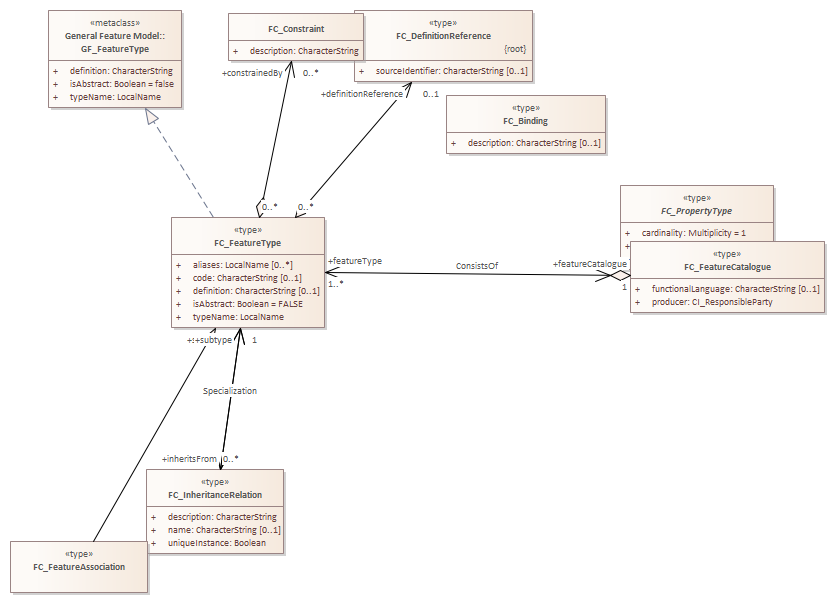 «metaclass»
General Feature Model::
GF_FeatureType
+ definition: CharacterString
+ isAbstract: Boolean = false
+ typeName: LocalName
FC_Constraint
+ description: CharacterString
«type»
FC_DefinitionReference
{root}
+ sourceIdentifier: CharacterString [0..1]
+constrainedBy 0..*
+definitionReference 0..1
«type»
FC_Binding
+ description: CharacterString [0..1]
0..* 0..*
«type»
FC_PropertyType
+ cardinality: Multiplicity = 1
+
«type»
FC_FeatureType
+ aliases: LocalName [0..*]
+ code: CharacterString [0..1]
+ definition: CharacterString [0..1]
+ isAbstract: Boolean = FALSE
+ typeName: LocalName
+featureType
1..*
ConsistsOf
+featureCatalogue
1
«type»
FC_FeatureCatalogue
+ functionalLanguage: CharacterString [0..1]
+ producer: CI_ResponsibleParty
+subtype 1
Specialization
+inheritsFrom 0..*
«type»
FC_InheritanceRelation
+ description: CharacterString
+ name: CharacterString [0..1]
+ uniqueInstance: Boolean
«type»
FC_FeatureAssociation